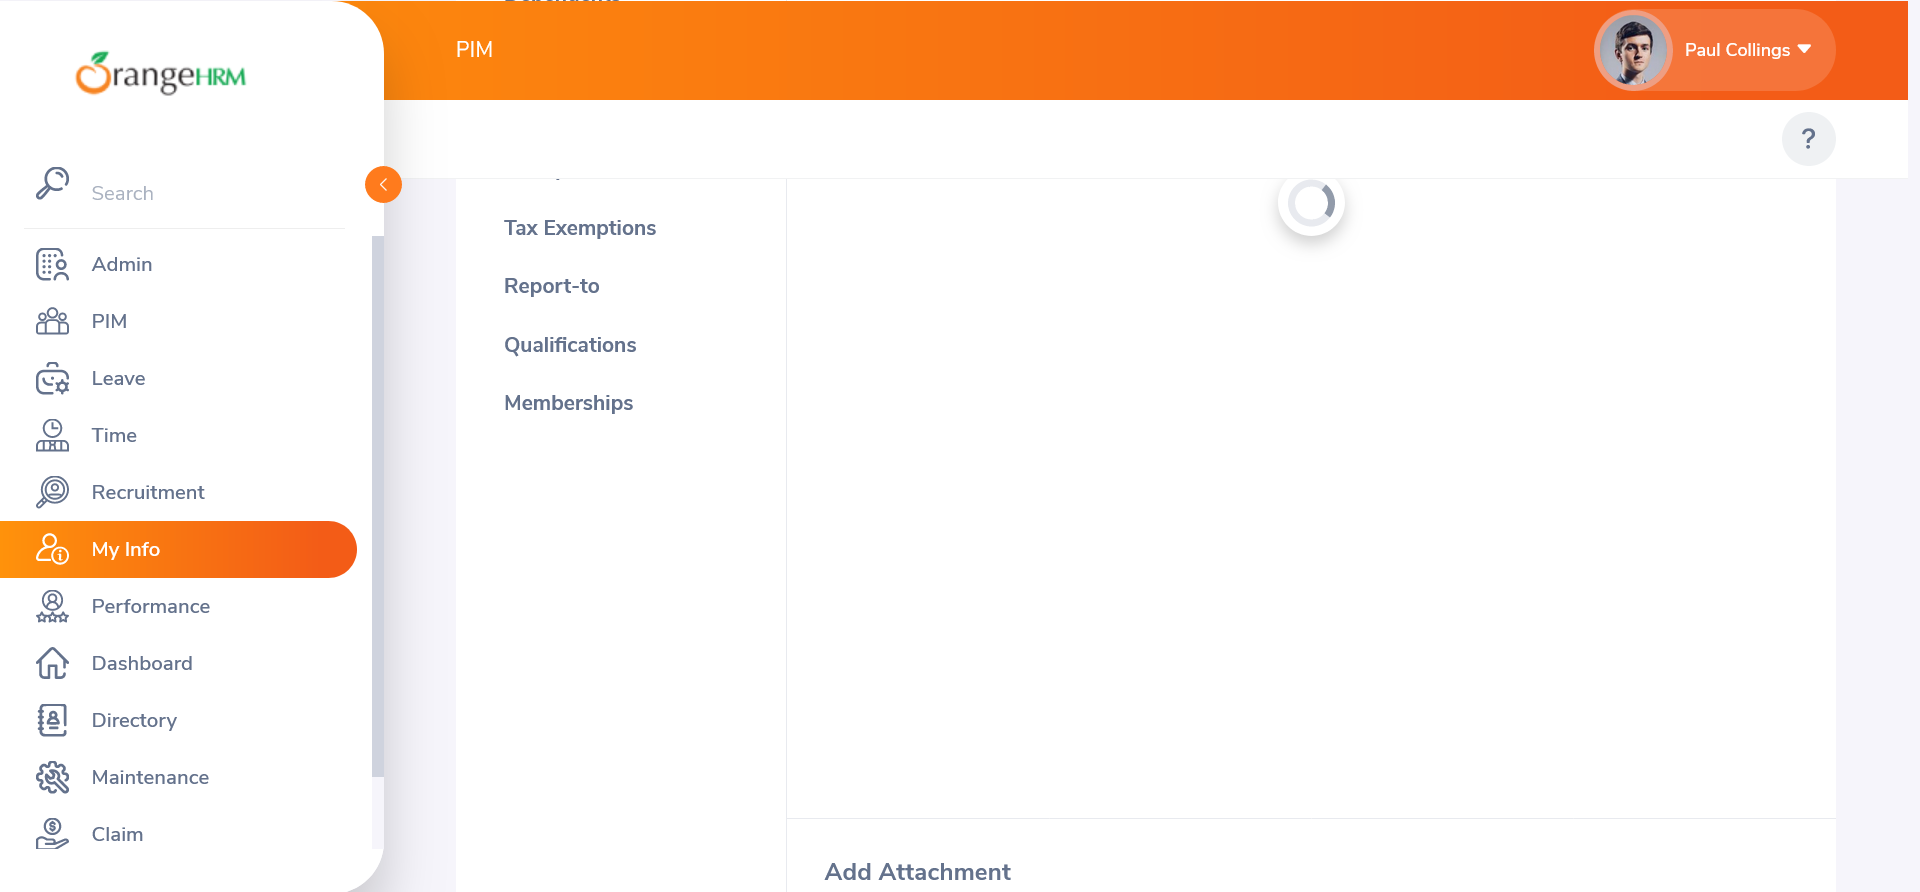 OrangeHRM
PIM
Paul Collings
?
Search
Admin
PIM
Leave
Time
Recruitment
My Info
Performance
Dashboard
Directory
Maintenance
Claim
Tax Exemptions
Report-to
Qualifications
Memberships
Add Attachment